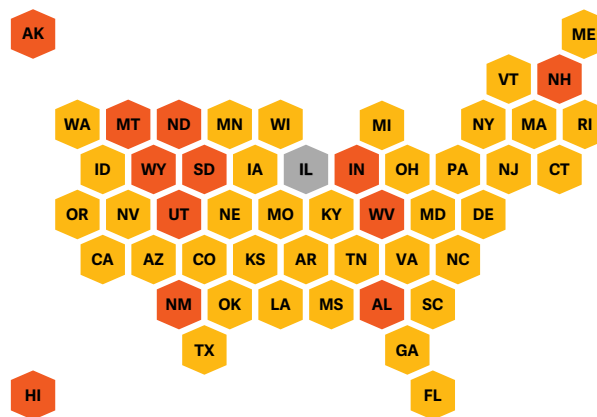 AK ME
VT NH
WA MT ND MN WI MI NY MA RI
ID WY SD IA IL IN OH PA NJ CT
OR NV UT NE MO KY WV MD DE
CA AZ CO KS AR TN VA NC
NM OK LA MS AL SC
TX GA
HI FL